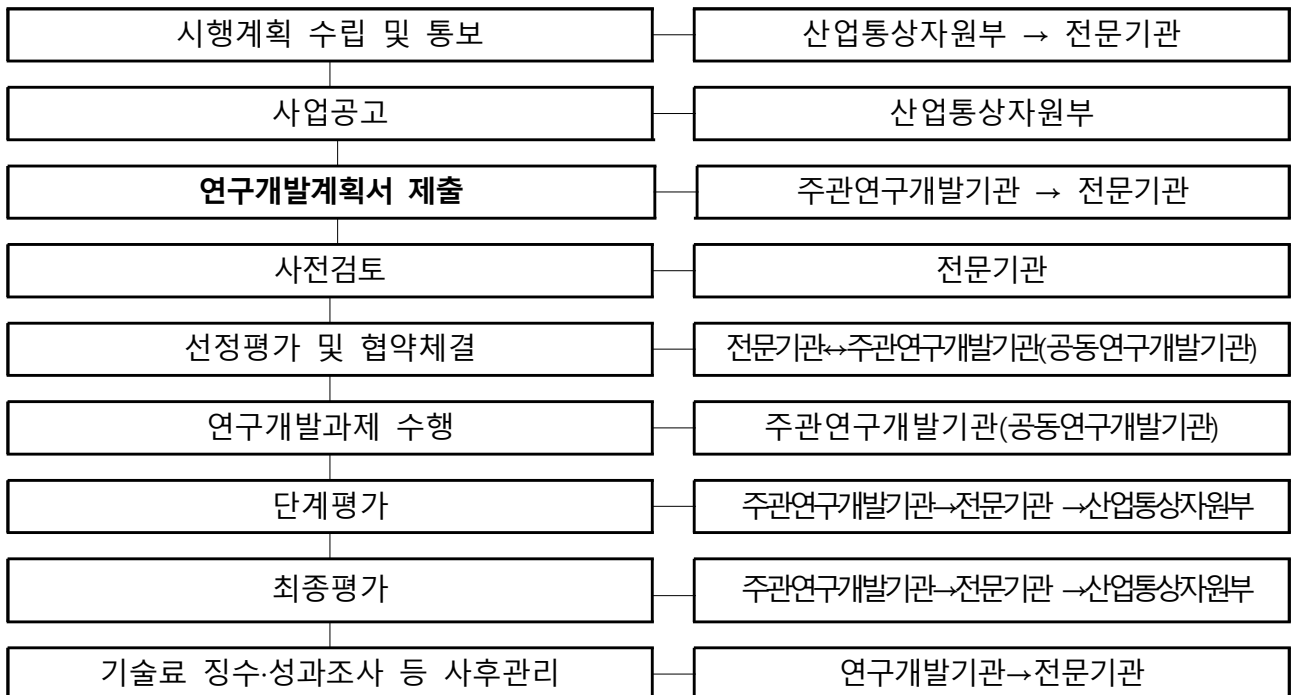 시행계획 수립 및 통보
산업통상자원부 → 전문기관
사업공고
산업통상자원부
연구개발계획서 제출
주관연구개발기관 → 전문기관
사전검토
전문기관
선정평가 및 협약체결
전문기관↔주관연구개발기관(공동연구개발기관)
연구개발과제 수행
주관연구개발기관(공동연구개발기관)
단계평가
주관연구개발기관→전문기관 →산업통상자원부
최종평가
주관연구개발기관→전문기관 →산업통상자원부
기술료 징수·성과조사 등 사후관리
연구개발기관→전문기관